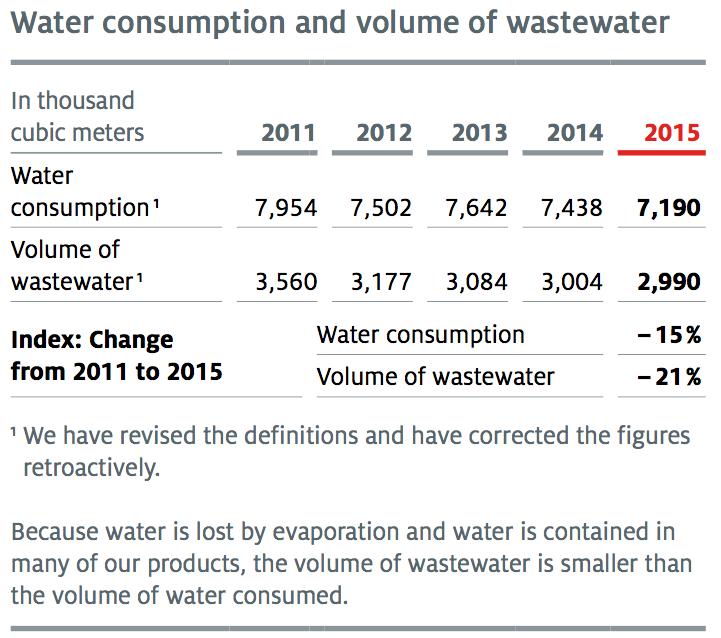 Water consumption and volume of wastewater
In thousand
cubic meters 2011 2012 2013 2014 2015
Water
consumption¹ 7,954 7,502 7,642 7,438 7,190
Volume of
wastewater¹ 3,560 3,177 3,084 3,004 2,990
Index: Change
from 2011 to 2015
Water consumption –15%
Volume of wastewater –21%
¹ We have revised the definitions and have corrected the figures
retroactively.
Because water is lost by evaporation and water is contained in
many of our products, the volume of wastewater is smaller than
the volume of water consumed.